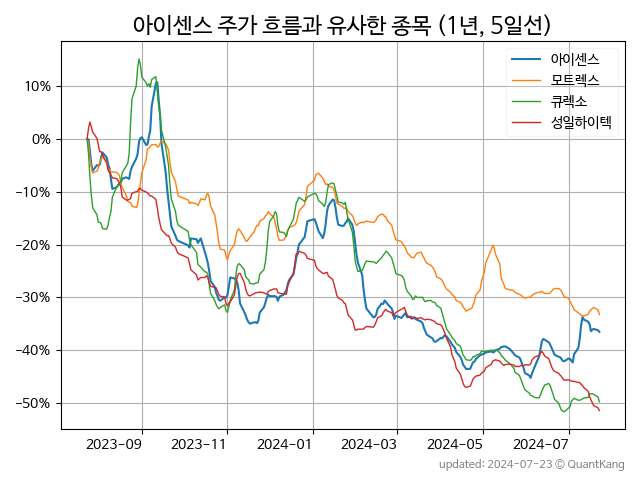 아이센스 주가 흐름과 유사한 종목 (1년, 5일선)
아이센스
모트렉스
큐렉소
성일하이텍
10%
0%
−10%
−20%
−30%
−40%
−50%
2023-09
2023-11
2024-01
2024-03
2024-05
2024-07
updated: 2024-07-23 © QuantKang